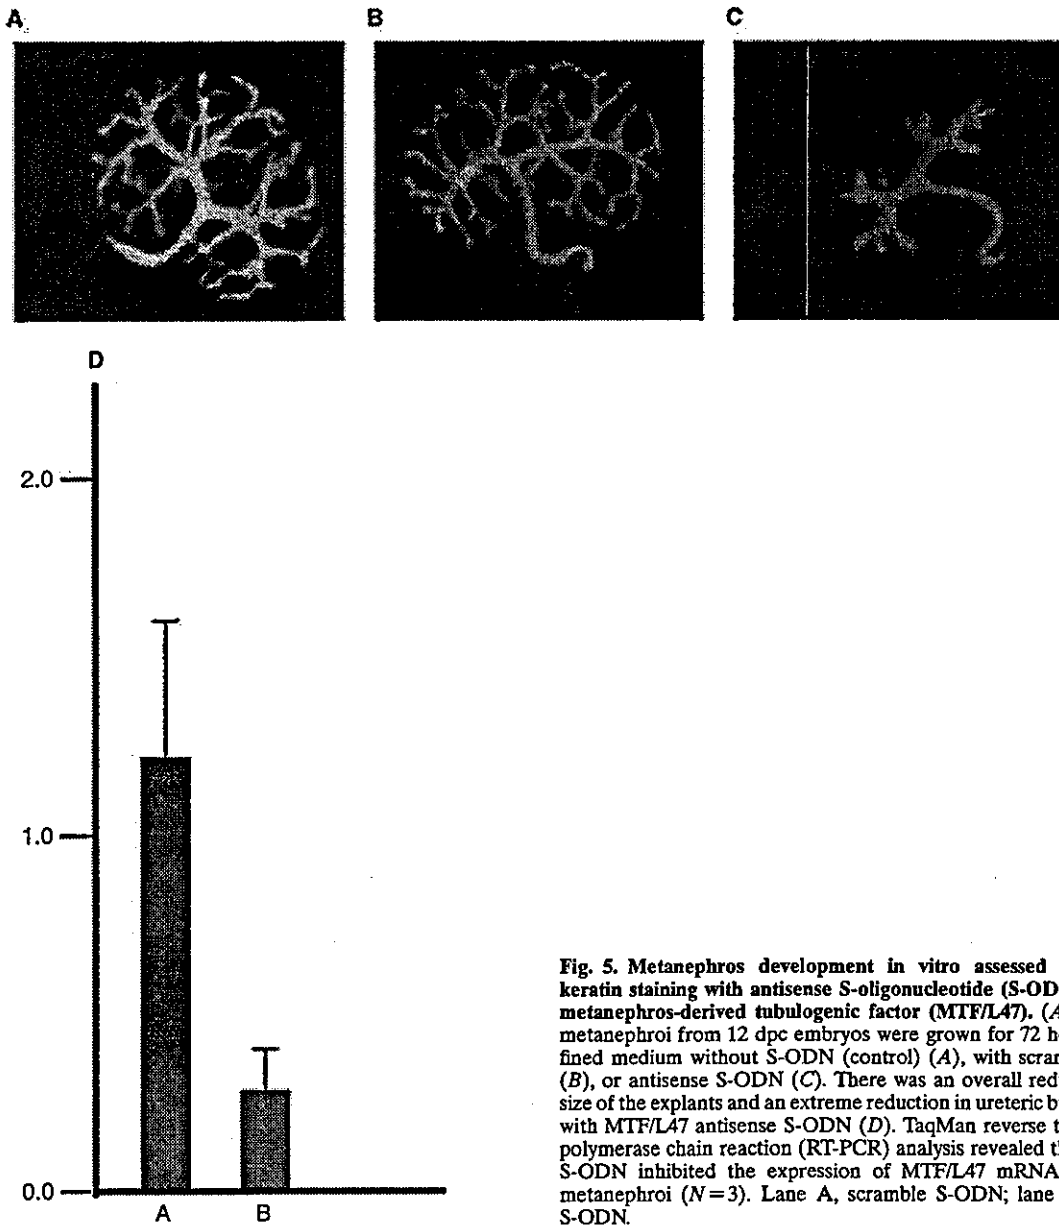 A
B
C
D
2.0
1.0
0.0
A
B
Fig. 5. Metanephros development in vitro assessed
keratin staining with antisense S-oligonucleotide (S-OD
metanephros-derived tubulogenic factor (MTF/L47). (A
metanephroi from 12 dpc embryos were grown for 72 h
fined medium without S-ODN (control) (A), with scran
(B), or antisense S-ODN (C). There was an overall red
size of the explants and an extreme reduction in ureteric b
with MTF/L47 antisense S-ODN (D). TaqMan reverse t
polymerase chain reaction (RT-PCR) analysis revealed t
S-ODN inhibited the expression of MTF/L47 mRNA
metanephroi (N=3). Lane A, scramble S-ODN; lane
S-ODN.